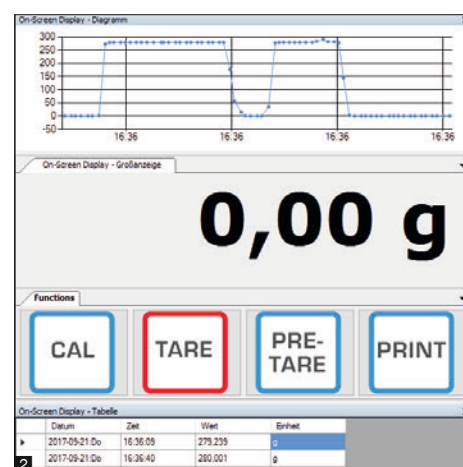 On-Screen Display - Diagramm
300
250
200
150
100
50
0
-50
16:36 16:36 16:36 16:36
On-Screen Display - Großanzeige
0,00 g
Functions
CAL TARE PRE-TARE PRINT
On-Screen Display - Tabelle
Datum Zeit Wert Einheit
2017-09-21:Do 16:36:09 279,239 g
2017-09-21:Do 16:36:40 280,001 g
2